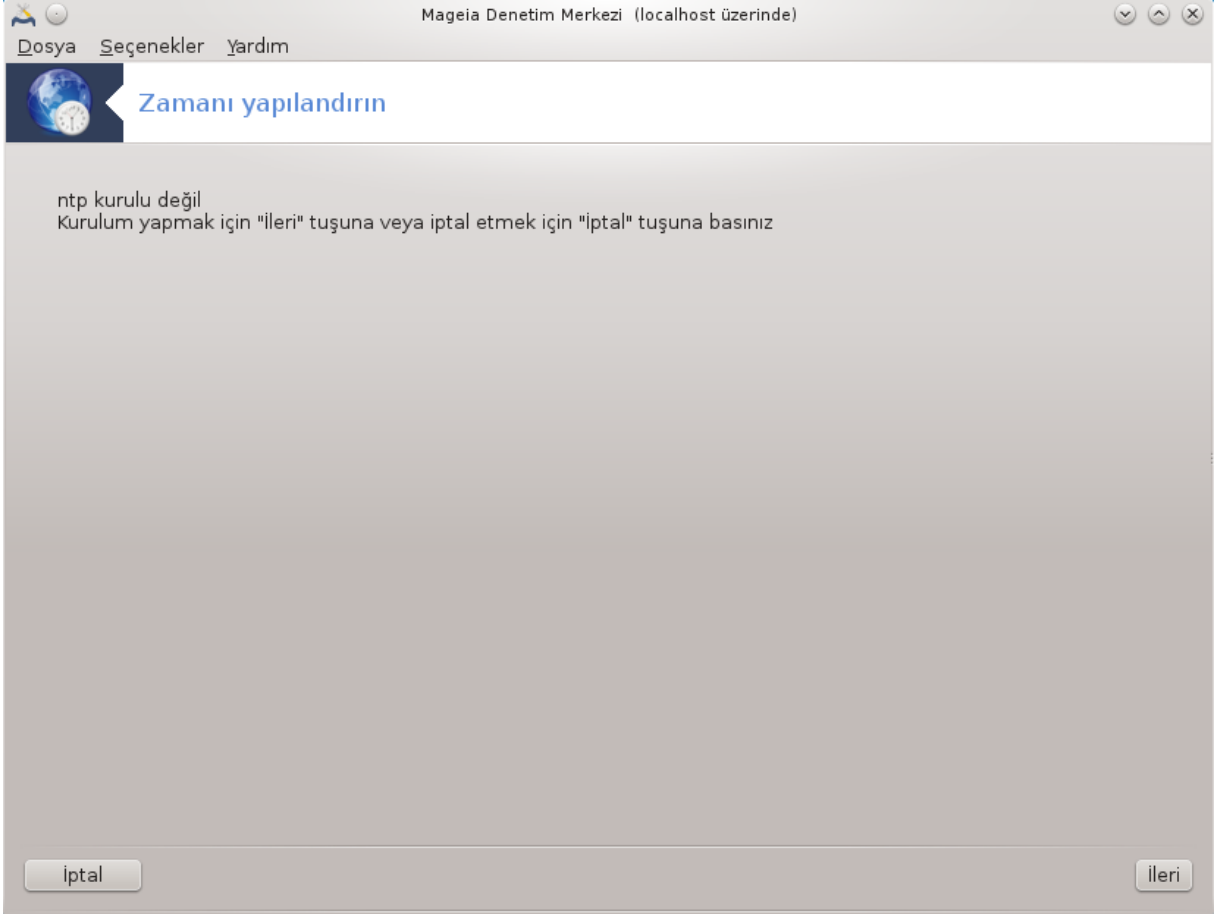 Mageia Denetim Merkezi (localhost üzerinde)
Dosya Seçenekler Yardım
Zamanı yapılandırın
ntp kurulu değil
Kurulum yapmak için "İleri" tuşuna veya iptal etmek için "İptal" tuşuna basınız
İptal İleri